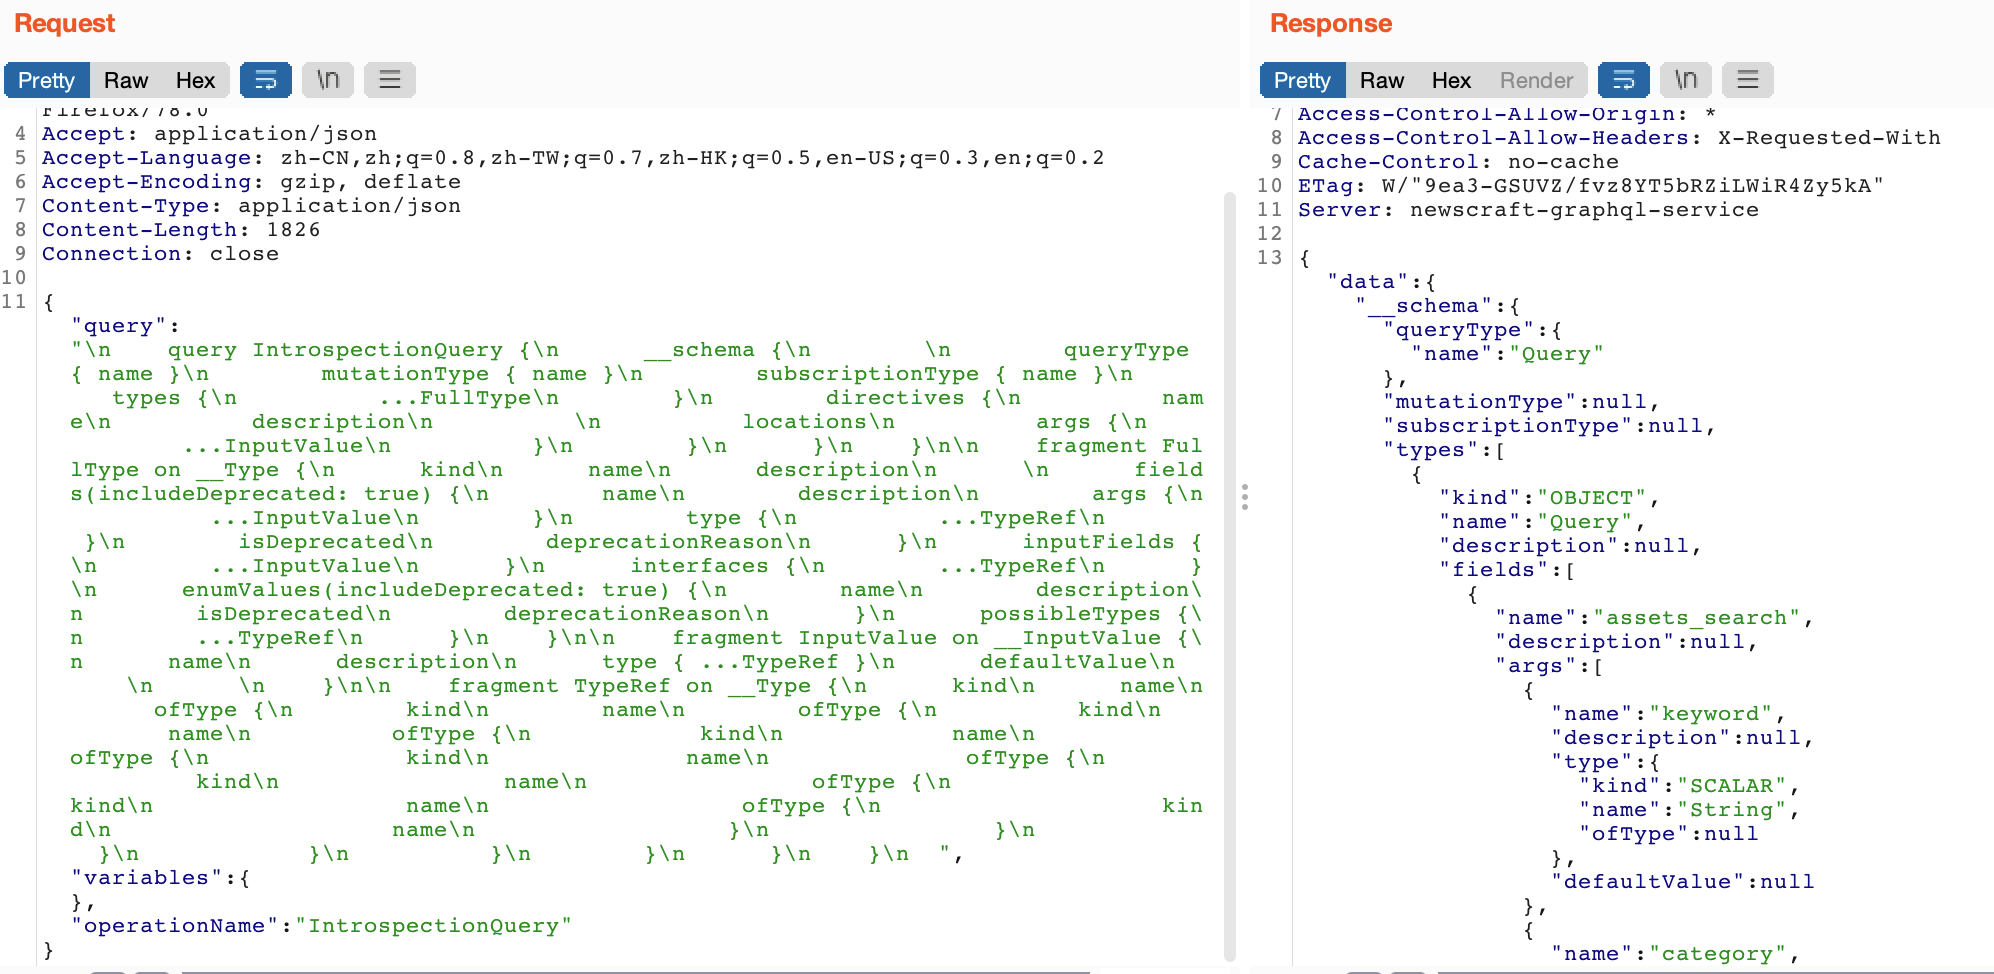 Request
Pretty Raw Hex \n
Firefox/78.0
4 Accept: application/json
5 Accept-Language: zh-CN,zh;q=0.8,zh-TW;q=0.7,zh-HK;q=0.5,en-US;q=0.3,en;q=0.2
6 Accept-Encoding: gzip, deflate
7 Content-Type: application/json
8 Content-Length: 1826
9 Connection: close
10
11 {
"query":
"\n query IntrospectionQuery {\n __schema {\n \n queryType
{ name }\n mutationType { name }\n subscriptionType { name }\n
types {\n ...FullType\n }\n directives {\n nam
e\n description\n \n locations\n args {\n
...InputValue\n }\n }\n }\n }\n\n fragment Ful
lType on __Type {\n kind\n name\n description\n \n field
s(includeDeprecated: true) {\n name\n description\n args {\n
...InputValue\n }\n type {\n ...TypeRef\n
}\n isDeprecated\n deprecationReason\n }\n inputFields {
\n ...InputValue\n }\n interfaces {\n ...TypeRef\n }
\n enumValues(includeDeprecated: true) {\n name\n description\
n isDeprecated\n deprecationReason\n }\n possibleTypes {\
n ...TypeRef\n }\n }\n\n fragment InputValue on __InputValue {\
n name\n description\n type { ...TypeRef }\n defaultValue\n
\n \n }\n\n fragment TypeRef on __Type {\n kind\n name\n
ofType {\n kind\n name\n ofType {\n kind\n
name\n ofType {\n kind\n name\n
ofType {\n kind\n name\n ofType {\n
kind\n name\n ofType {\n
kind\n name\n ofType {\n kin
d\n name\n }\n }\n
}\n }\n }\n }\n }\n }\n ",
"variables":{
},
"operationName":"IntrospectionQuery"
}
Response
Pretty Raw Hex Render \n
7 Access-Control-Allow-Origin: *
8 Access-Control-Allow-Headers: X-Requested-With
9 Cache-Control: no-cache
10 ETag: W/"9ea3-GSUVZ/fvz8YT5bRZiLWiR4Zy5kA"
11 Server: newscraft-graphql-service
12
13 {
"data":{
"__schema":{
"queryType":{
"name":"Query"
},
"mutationType":null,
"subscriptionType":null,
"types":[
{
"kind":"OBJECT",
"name":"Query",
"description":null,
"fields":[
{
"name":"assets_search",
"description":null,
"args":[
{
"name":"keyword",
"description":null,
"type":{
"kind":"SCALAR",
"name":"String",
"ofType":null
},
"defaultValue":null
},
{
"name":"category",